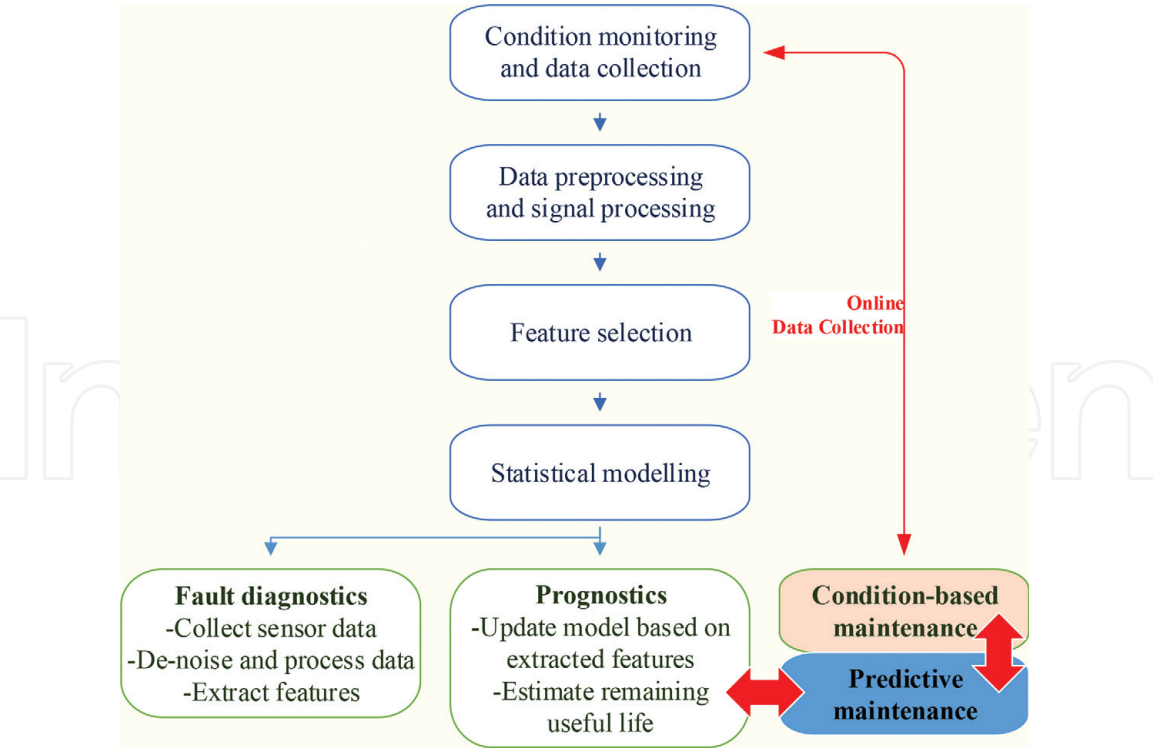 Condition monitoring
and data collection
Data preprocessing
and signal processing
Feature selection
Online
Data Collection
Statistical modelling
Fault diagnostics
-Collect sensor data
-De-noise and process data
-Extract features
Prognostics
-Update model based on
extracted features
-Estimate remaining
useful life
Condition-based
maintenance
Predictive
maintenance
In
en